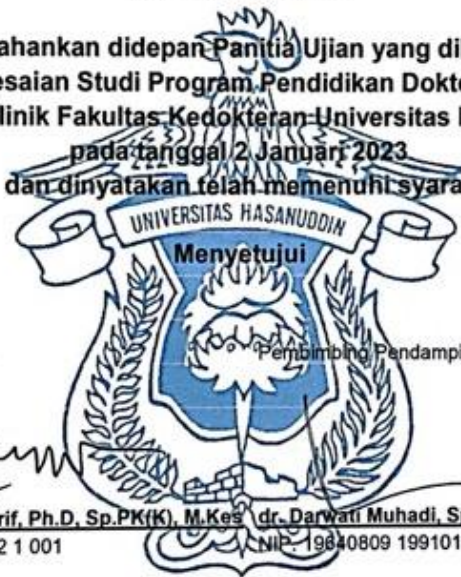 ahankan didepan Panitia Ujian yang di
esaian Studi Program Pendidikan Dokt
linik Fakultas Kedokteran Universitas
pada tanggal 2 Januari 2023
dan dinyatakan telah memenuhi syara
UNIVERSITAS HASANUDDIN
Menyetujui
Pembimbing Pendampi
rif, Ph.D, Sp.PK(K), M.Kes dr. Darwati Muhadi, S
2 1 001 NIP. 19640809 199101